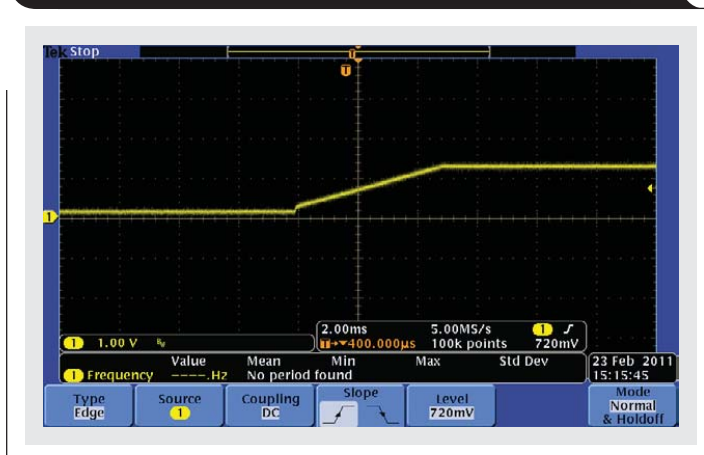 Tek Stop
T
T
1
1 1.00 V BW
2.00ms 5.00MS/s 1
T→▼400.000µs 100k points 720mV
Value Mean Min Max Std Dev
1 Frequency ----.Hz No period found
23 Feb 2011
15:15:45
Type
Edge
Source
1
Coupling
DC
Slope
Level
720mV
Mode
Normal
& Holdoff